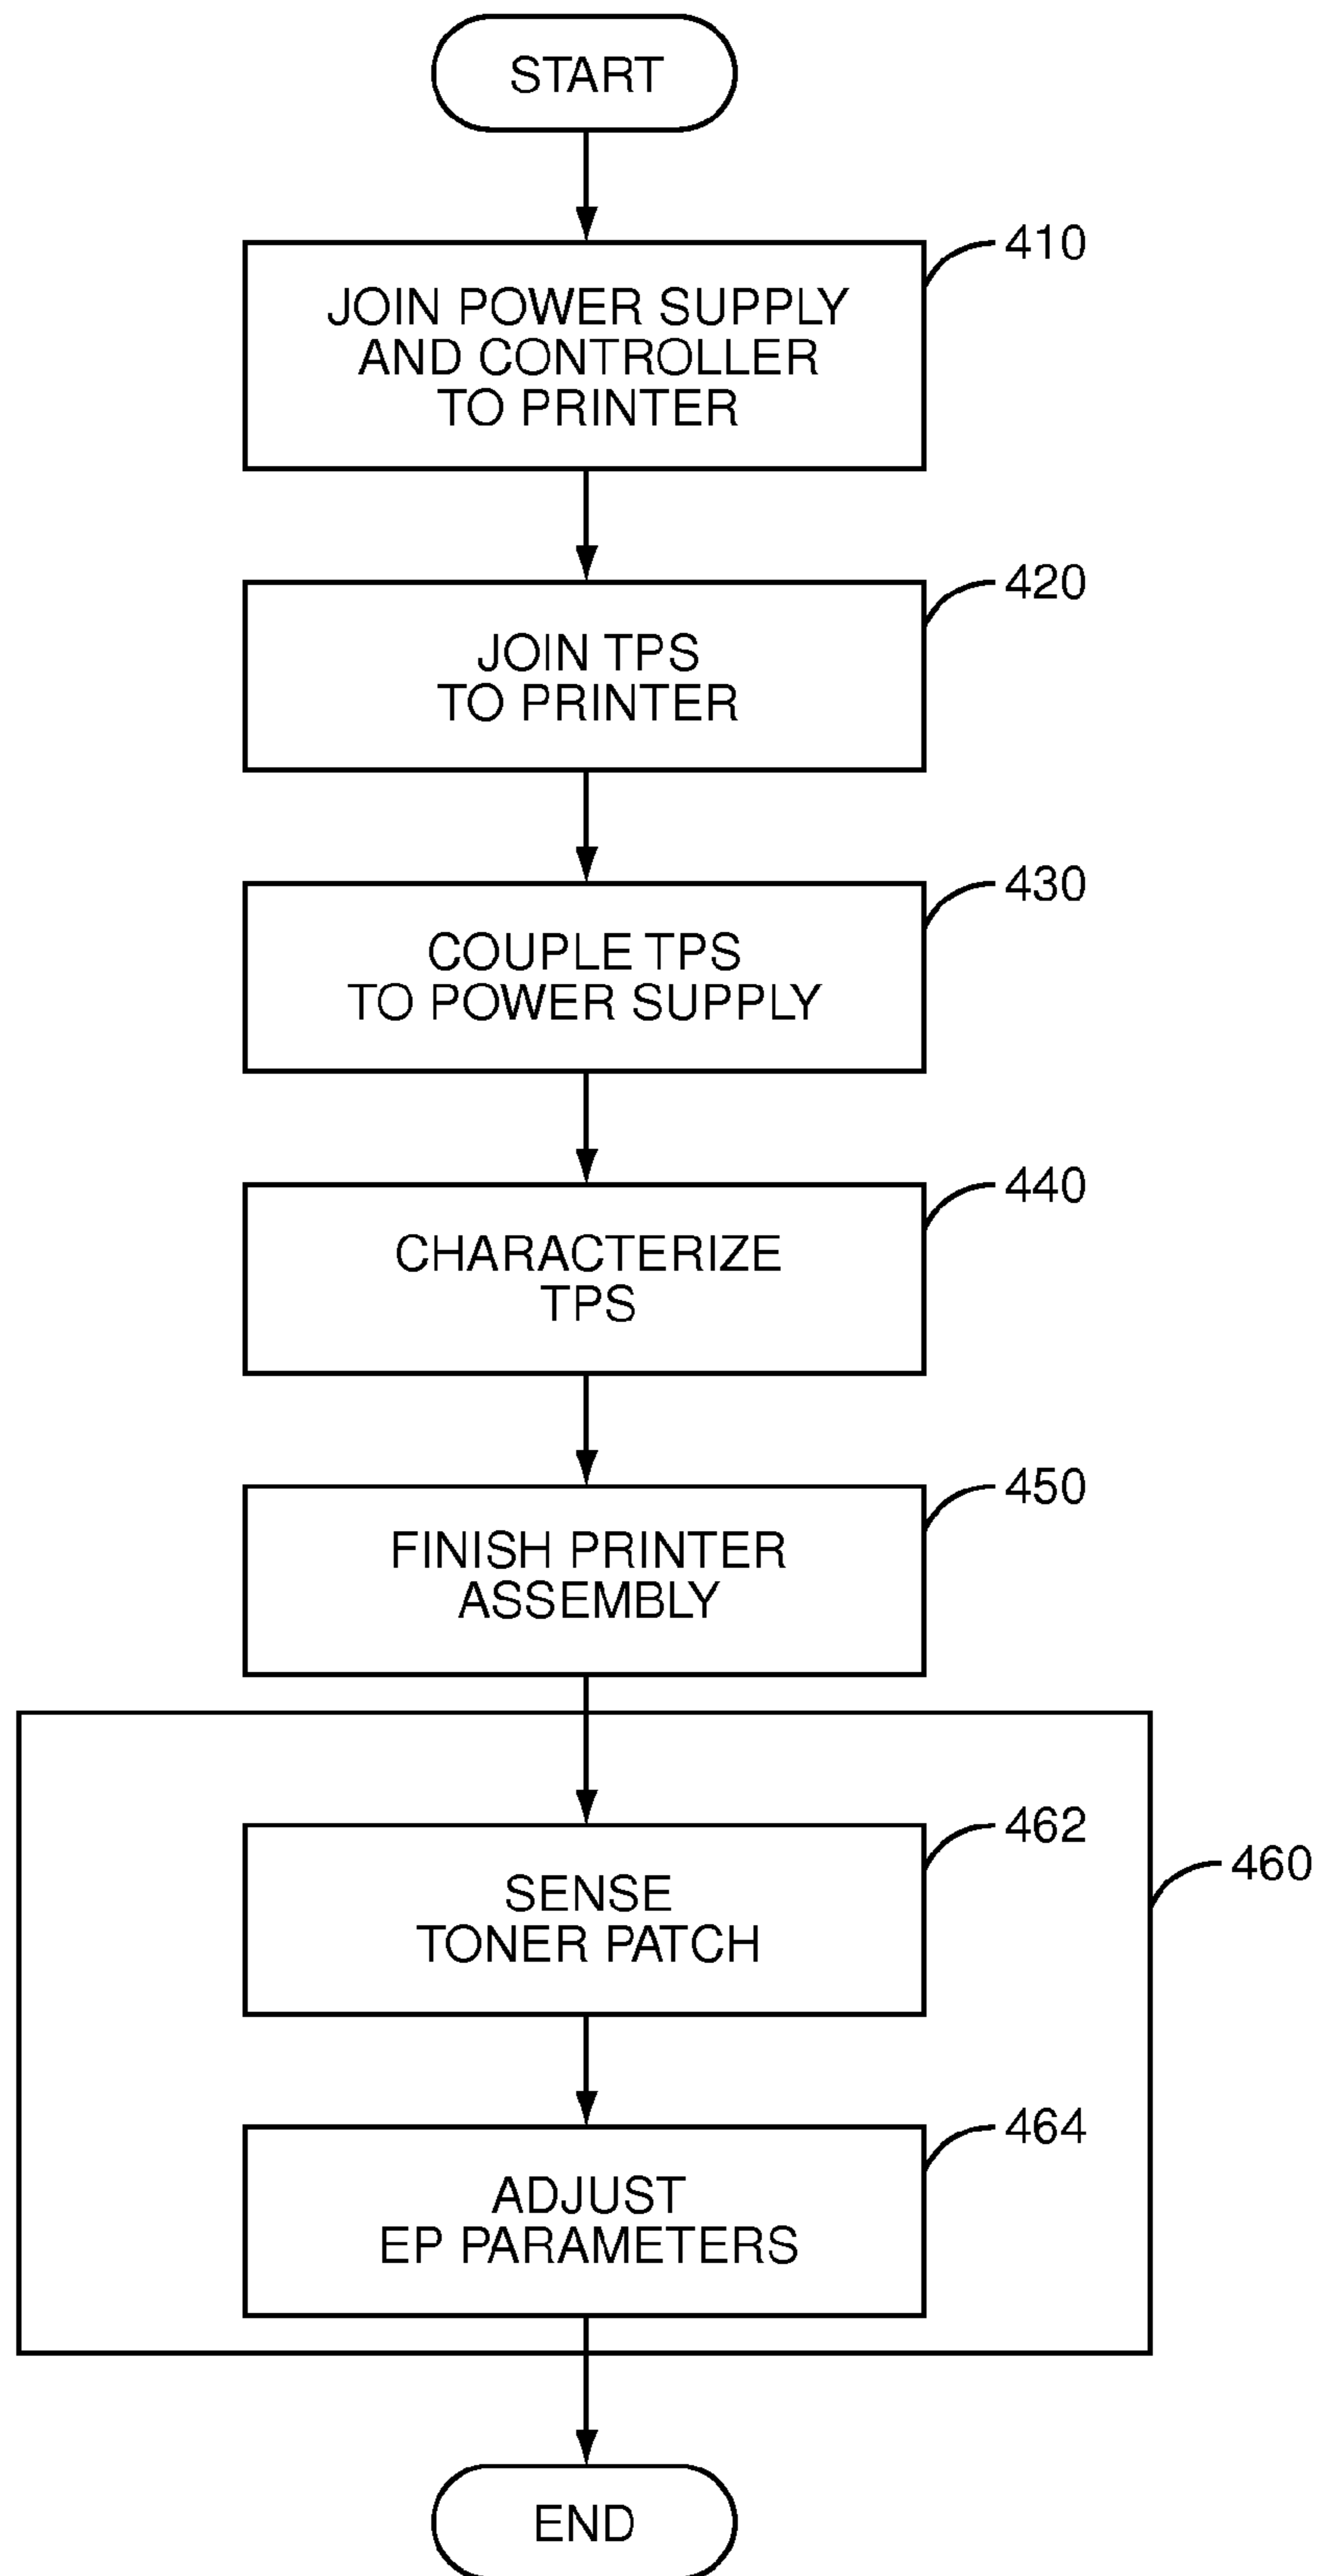 START
410
JOIN POWER SUPPLY
AND CONTROLLER
TO PRINTER
420
JOIN TPS
TO PRINTER
430
COUPLE TPS
TO POWER SUPPLY
440
CHARACTERIZE
TPS
450
FINISH PRINTER
ASSEMBLY
462
460
SENSE
TONER PATCH
464
ADJUST
EP PARAMETERS
END